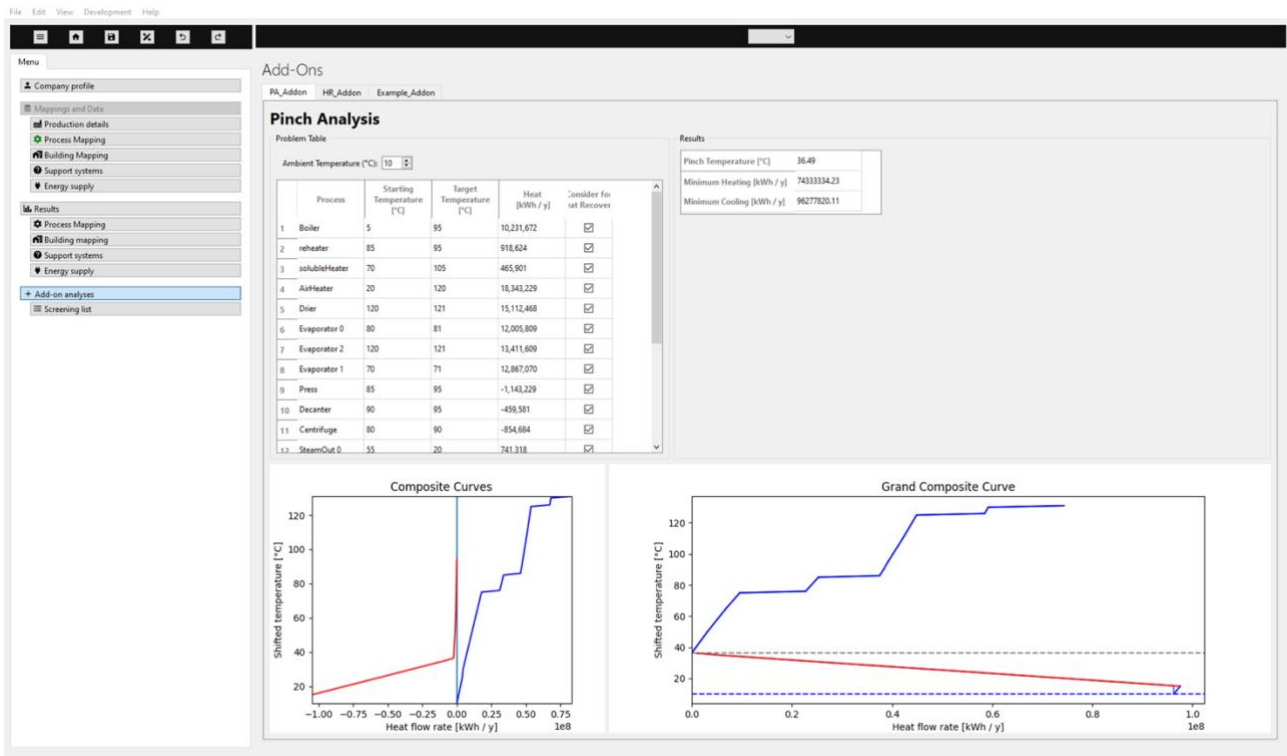 File Edit View Development Help
Menu
Company profile
Mappings and Data
Production details
Process Mapping
Building Mapping
Support systems
Energy supply
Results
Process Mapping
Building mapping
Support systems
Energy supply
+ Add-on analyses
Screening list
Add-Ons
PA_Addon HR_Addon Example_Addon
Pinch Analysis
Problem Table
Ambient Temperature (°C): 10
Process Starting Temperature [°C] Target Temperature [°C] Heat [kWh / y] Consider for eat Recover
1 Boiler 5 95 10,231,672
2 reheater 85 95 918,624
3 solubleHeater 70 105 465,901
4 AirHeater 20 120 18,343,229
5 Drier 120 121 15,112,468
6 Evaporator 0 80 81 12,005,809
7 Evaporator 2 120 121 13,411,609
8 Evaporator 1 70 71 12,867,070
9 Press 85 95 -1,143,229
10 Decanter 90 95 -459,581
11 Centrifuge 80 90 -854,684
12 SteamOut 0 55 20 741,318
Results
Pinch Temperature [°C] 36.49
Minimum Heating [kWh / y] 74333334.23
Minimum Cooling [kWh / y] 96277820.11
Composite Curves
Shifted temperature [°C]
120
100
80
60
40
20
−1.00 −0.75 −0.50 −0.25 0.00 0.25 0.50 0.75
1e8
Heat flow rate [kWh / y]
Grand Composite Curve
Shifted temperature [°C]
120
100
80
60
40
20
0.0 0.2 0.4 0.6 0.8 1.0
1e8
Heat flow rate [kWh / y]